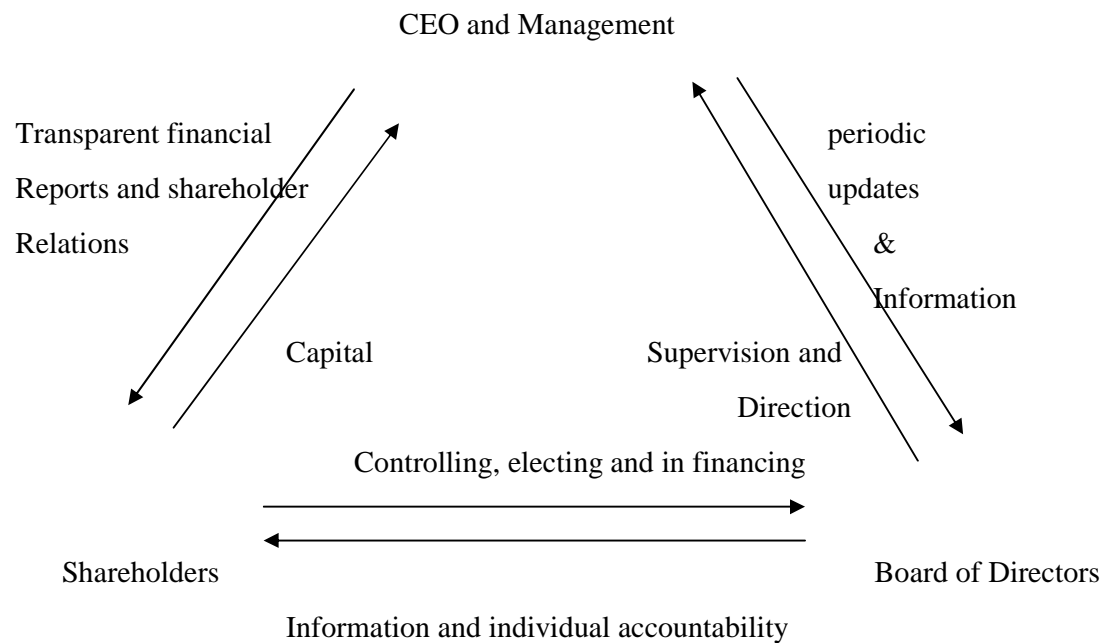 CEO and Management
Transparent financial
Reports and shareholder
Relations
periodic
updates
&
Information
Capital
Supervision and
Direction
Controlling, electing and in financing
Shareholders
Board of Directors
Information and individual accountability